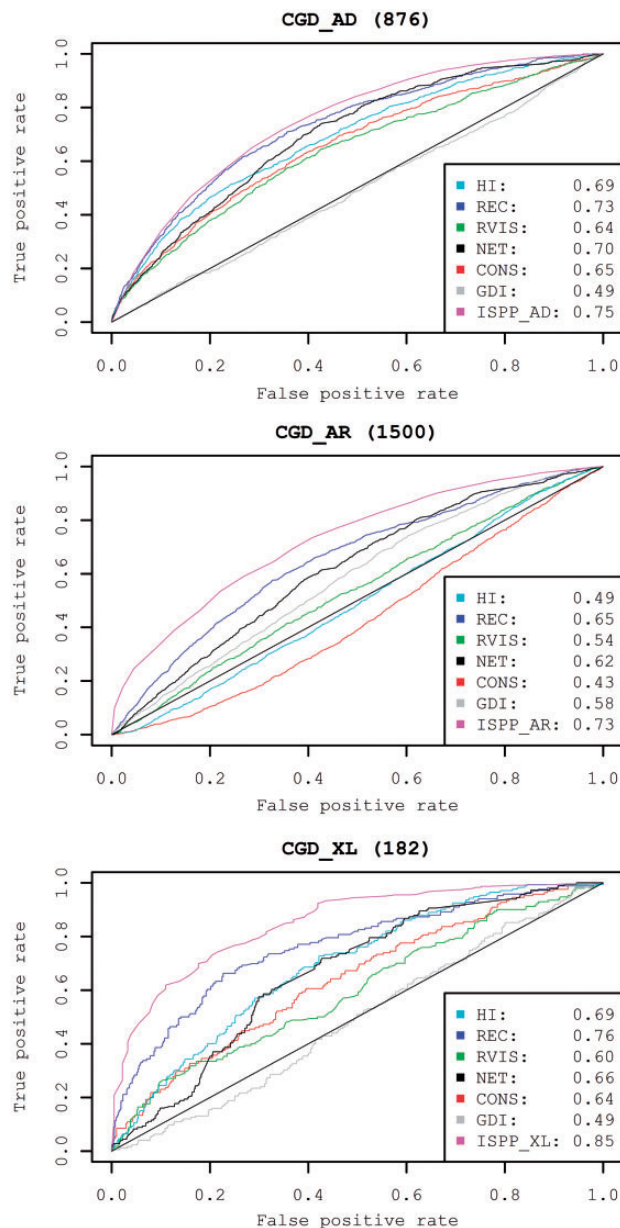 CGD_AD (876)
True positive rate
1.0
0.8
0.6
0.4
0.2
0.0
HI: 0.69
REC: 0.73
RVIS: 0.64
NET: 0.70
CONS: 0.65
GDI: 0.49
ISPP_AD: 0.75
0.0 0.2 0.4 0.6 0.8 1.0
False positive rate
CGD_AR (1500)
True positive rate
1.0
0.8
0.6
0.4
0.2
0.0
HI: 0.49
REC: 0.65
RVIS: 0.54
NET: 0.62
CONS: 0.43
GDI: 0.58
ISPP_AR: 0.73
0.0 0.2 0.4 0.6 0.8 1.0
False positive rate
CGD_XL (182)
True positive rate
1.0
0.8
0.6
0.4
0.2
0.0
HI: 0.69
REC: 0.76
RVIS: 0.60
NET: 0.66
CONS: 0.64
GDI: 0.49
ISPP_XL: 0.85
0.0 0.2 0.4 0.6 0.8 1.0
False positive rate